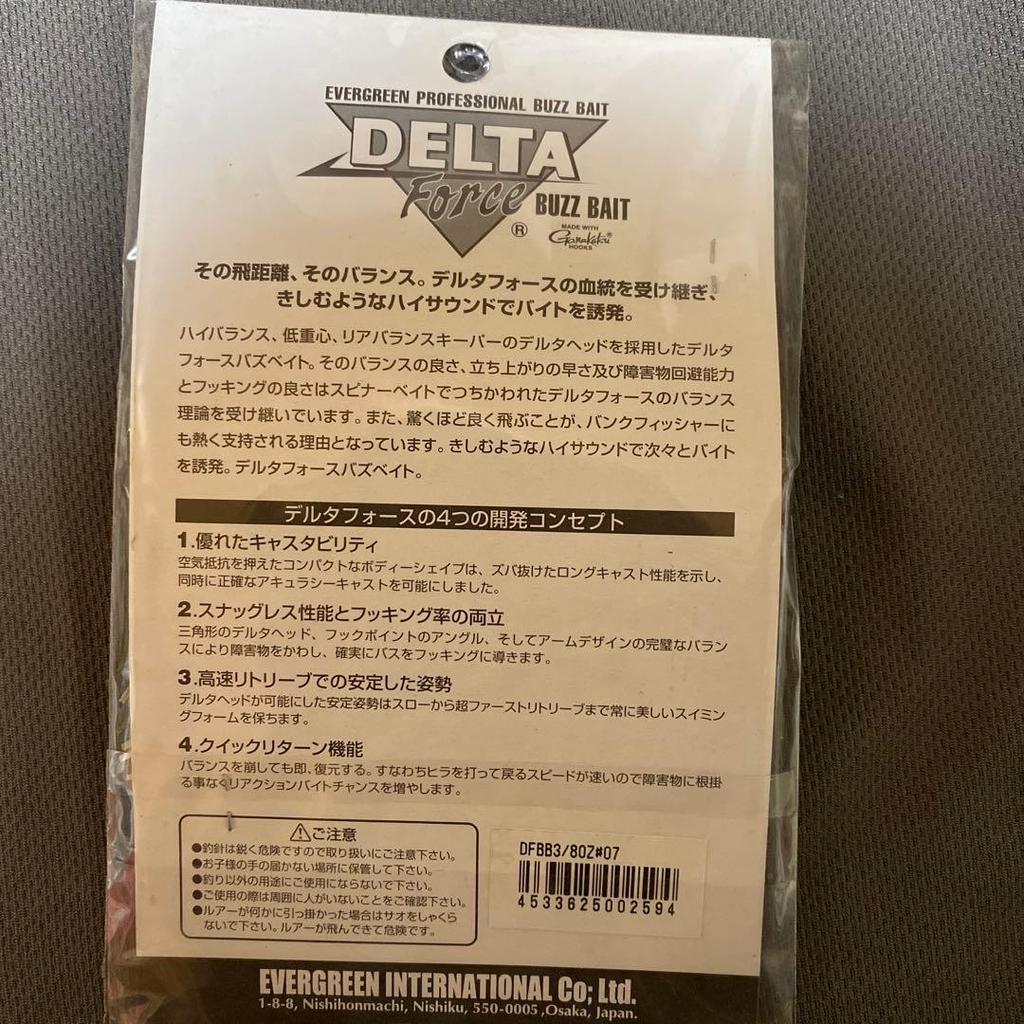 EVERGREEN PROFESSIONAL BUZZ BAIT
DELTA
Force BUZZ BAIT
®
MADE WITH
Gamakatsu®
HOOKS
その飛距離、そのバランス。デルタフォースの血統を受け継ぎ、
きしむようなハイサウンドでバイトを誘発。
ハイバランス、低重心、リアバランスキーパーのデルタヘッドを採用したデルタ
フォースバズベイト。そのバランスの良さ、立ち上がりの早さ及び障害物回避能力
とフッキングの良さはスピナーベイトでつちかわれたデルタフォースのバランス
理論を受け継いでいます。また、驚くほど良く飛ぶことが、バンクフィッシャーに
も熱く支持される理由となっています。きしむようなハイサウンドで次々とバイト
を誘発。デルタフォースバズベイト。
デルタフォースの4つの開発コンセプト
1.優れたキャスタビリティ
空気抵抗を押えたコンパクトなボディーシェイプは、ズバ抜けたロングキャスト性能を示し、
同時に正確なアキュラシーキャストを可能にしました。
2.スナッグレス性能とフッキング率の両立
三角形のデルタヘッド、フックポイントのアングル、そしてアームデザインの完璧なバラン
スにより障害物をかわし、確実にバスをフッキングに導きます。
3.高速リトリーブでの安定した姿勢
デルタヘッドが可能にした安定姿勢はスローから超ファーストリトリーブまで常に美しいスイミン
グフォームを保ちます。
4.クイックリターン機能
バランスを崩しても即、復元する。すなわちヒラを打って戻るスピードが速いので障害物に根掛
る事なくリアクションバイトチャンスを増やします。
⚠ご注意
●釣針は鋭く危険ですので取り扱いにご注意下さい。
●お子様の手の届かない場所に保管して下さい。
●釣り以外の用途にご使用にならないで下さい。
●ご使用の際は周囲に人がいないことをご確認下さい。
●ルアーが何かに引っ掛かった場合はサオをしゃくら
ないで下さい。ルアーが飛んできて危険です。
DFBB3/8OZ#07
4533625002594
EVERGREEN INTERNATIONAL Co; Ltd.
1-8-8, Nishihonmachi, Nishiku, 550-0005 ,Osaka, Japan.